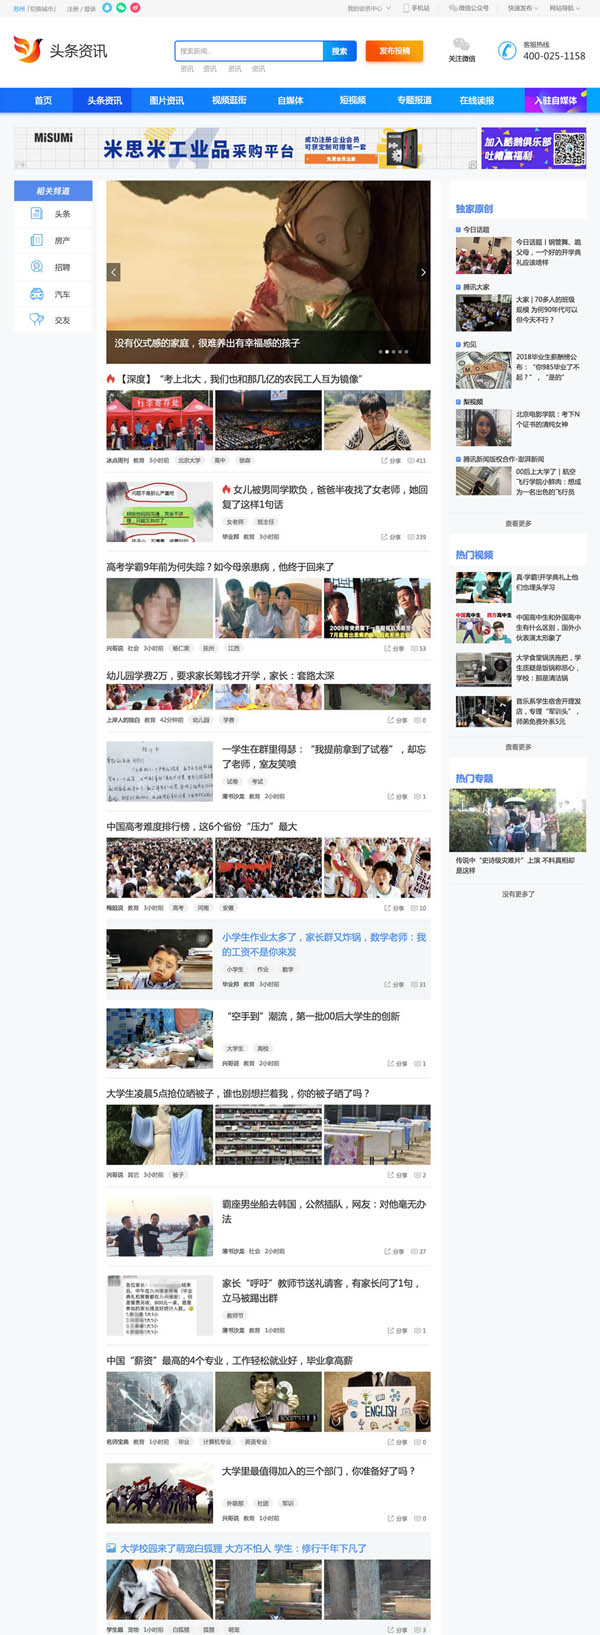 苏州 [切换城市] 注册 / 登录
我的会员中心 手机站 微信公众号 快速发布 网站导航
头条资讯
搜索新闻...
搜索
发布投稿
关注微信
客服热线
400-025-1158
资讯 资讯 资讯 资讯
首页 头条资讯 图片资讯 视频逛街 自媒体 短视频 专题报道 在线读报 入驻自媒体
MiSUMi
米思米工业品采购平台
成功注册企业会员
可获定制可擦笔一套
加入酷鹅俱乐部
吐槽赢福利
相关频道
头条
房产
招聘
汽车
交友
没有仪式感的家庭，很难养出有幸福感的孩子
【深度】“考上北大，我们也和那几亿的农民工人互为镜像”
冰点周刊 教育 3小时前 北京大学 高中 徐森
分享 411
女儿被男同学欺负，爸爸半夜找了女老师，她回
复了这样1句话
女老师 班主任
毕业邦 教育 3小时前
分享 239
高考学霸9年前为何失踪？如今母亲患病，他终于回来了
兴哥说 社会 3小时前 杨仁荣 抚州 江西
分享 53
幼儿园学费2万，要求家长筹钱才开学，家长：套路太深
上岸人的独白 教育 42分钟前 幼儿园 学费
分享 0
一学生在群里得瑟：“我提前拿到了试卷”，却忘
了老师，室友笑喷
试卷 考试
薄书沙龙 教育 2小时前
分享 1
中国高考难度排行榜，这6个省份“压力”最大
梅姐说 教育 3小时前 高考 河南 安徽
分享 10
小学生作业太多了，家长群又炸锅，数学老师：我
的工资不是你来发
小学生 作业 数学
毕业邦 教育 3小时前
分享 31
“空手到”潮流，第一批00后大学生的创新
大学生 高校
兴哥说 教育 2小时前
分享 1
大学生凌晨5点抢位晒被子，谁也别想拦着我，你的被子晒了吗？
兴哥说 其它 3小时前 被子
分享 2
霸座男坐船去韩国，公然插队，网友：对他毫无办
法
薄书沙龙 社会 2小时前
分享 37
家长“呼吁”教师节送礼请客，有家长问了1句，
立马被踢出群
教师节
薄书沙龙 教育 1小时前
分享 1
中国“薪资”最高的4个专业，工作轻松就业好，毕业拿高薪
ENGLISH
名师宝典 教育 1小时前 毕业 计算机专业 英语专业
分享 0
大学里最值得加入的三个部门，你准备好了吗？
外联部 社团 军训
兴哥说 教育 1小时前
分享 0
大学校园来了萌宠白狐狸 大方不怕人 学生：修行千年下凡了
学生趣 宠物 1小时前 白狐狸 狐狸 萌宠
分享 3
独家原创
今日话题
今日话题丨钢管舞、跪
父母，一个好的开学典
礼应该啥样
腾讯大家
大家 | 70多人的班级
规模 为何90年代可以
但今天不行？
灼见
2018毕业生薪酬榜公
布：“你985毕业了不
起？”，“是的”
梨视频
北京电影学院：考下N
个证书的清纯女神
腾讯新闻版权合作-澎湃新闻
00后上大学了 | 航空
飞行学院小鲜肉：想成
为一名出色的飞行员
查看更多
热门视频
真·学霸!开学典礼上他
们也埋头学习
中国高中生和外国高中
生有什么区别，国外小
伙表演太形象了
大学食堂锅洗拖把，学
生质疑是饭锅称恶心，
学校：那是清洁锅
音乐系学生宿舍开理发
店，专理“军训头”，
师弟免费外系5元
查看更多
热门专题
传说中“史诗级灾难片”上演 不料真相却
是这样
没有更多了